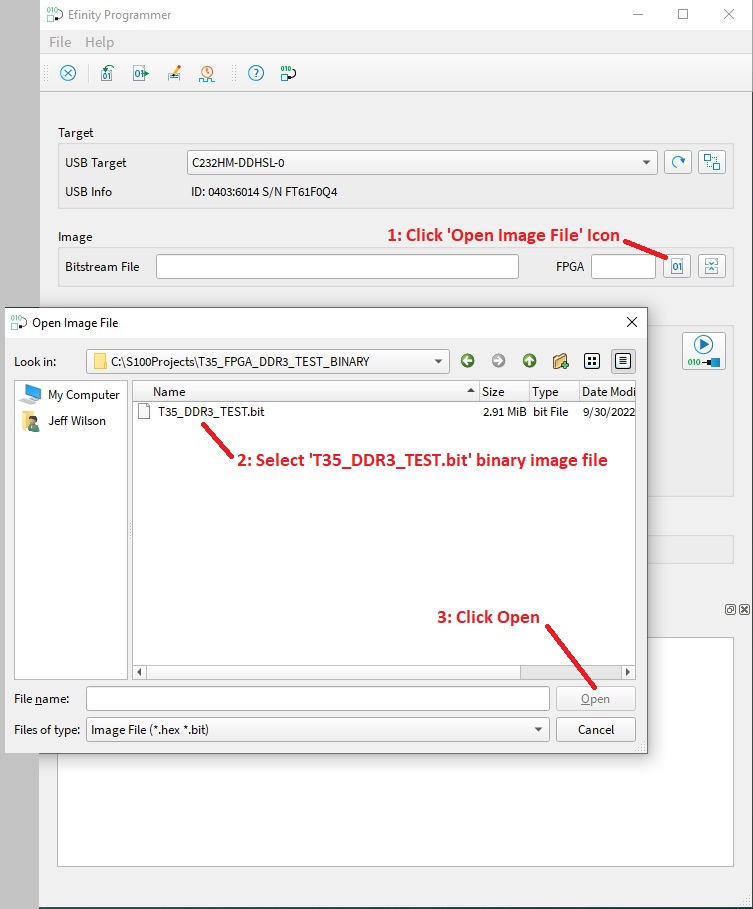 Efinity Programmer
File Help
Target
USB Target C232HM-DDHSL-0
USB Info ID: 0403:6014 S/N FT61F0Q4
Image
1: Click 'Open Image File' Icon
Bitstream File FPGA 01
Open Image File
Look in: C:\S100Projects\T35_FPGA_DDR3_TEST_BINARY
010
My Computer
Jeff Wilson
Name Size Type Date Modi
T35_DDR3_TEST.bit 2.91 MiB bit File 9/30/2022
2: Select 'T35_DDR3_TEST.bit' binary image file
3: Click Open
File name: Open
Files of type: Image File (*.hex *.bit) Cancel